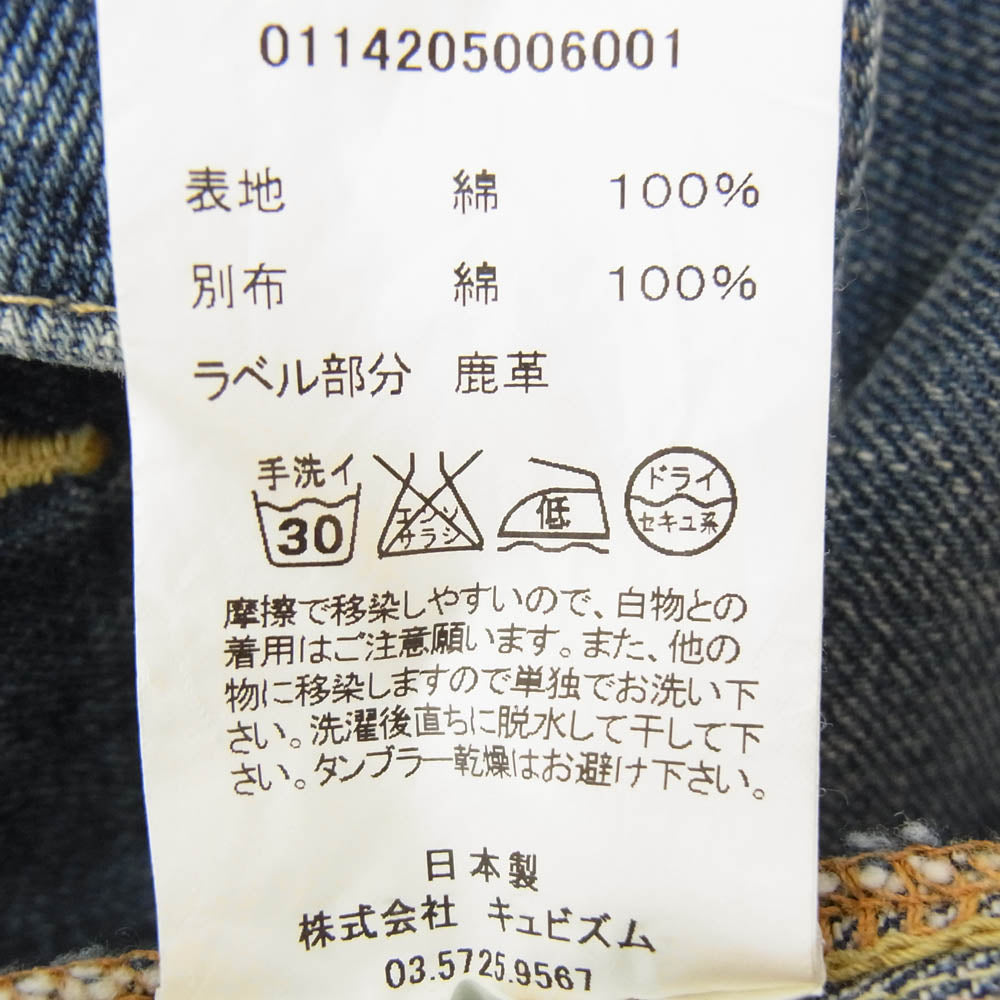 0114205006001
表地 綿 100%
別布 綿 100%
ラベル部分 鹿革
手洗イ
30 エンソ 低 ドライ
サラシ セキユ系
摩擦で移染しやすいので、白物との
着用はご注意願います。また、他の
物に移染しますので単独でお洗い下
さい。洗濯後直ちに脱水して干して下
さい。タンブラー乾燥はお避け下さい。
日本製
株式会社 キュビズム
03.5725.9567